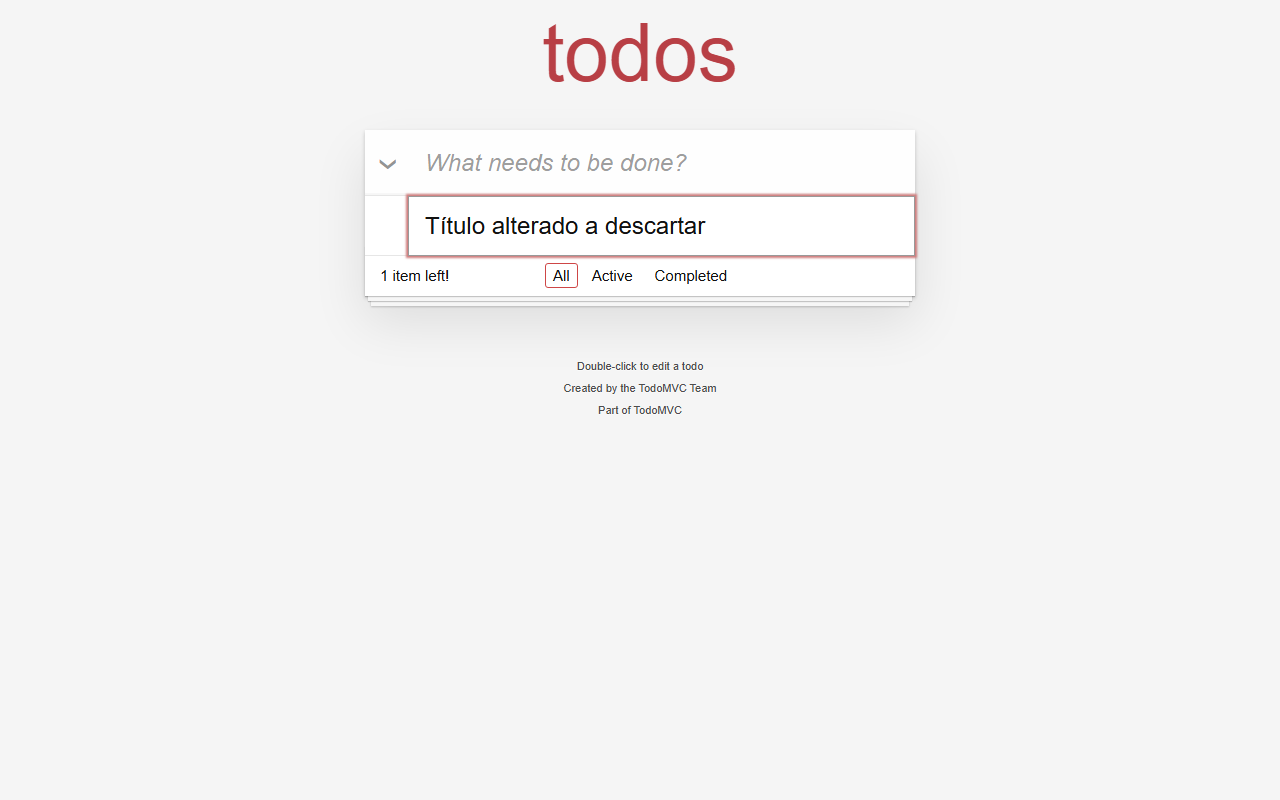 todos
What needs to be done?
Título alterado a descartar
1 item left!
All
Active
Completed
Double-click to edit a todo
Created by the TodoMVC Team
Part of TodoMVC